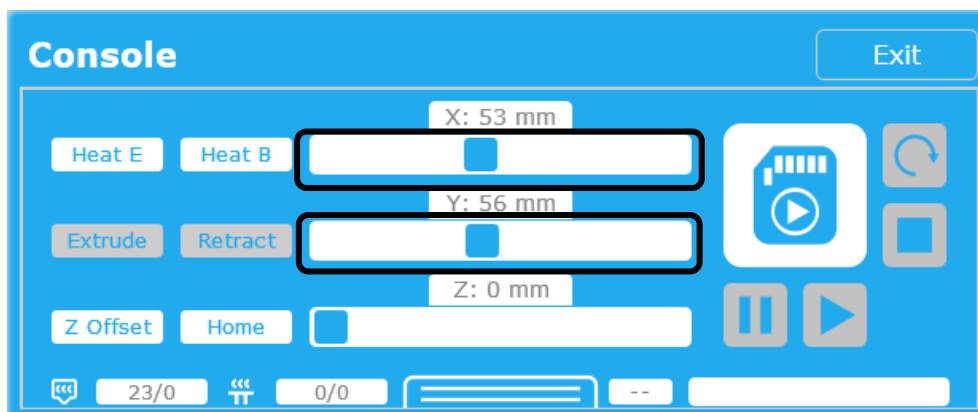 Console
Exit
X: 53 mm
Heat E
Heat B
Y: 56 mm
Extrude
Retract
Z: 0 mm
Z Offset
Home
23/0
0/0
--